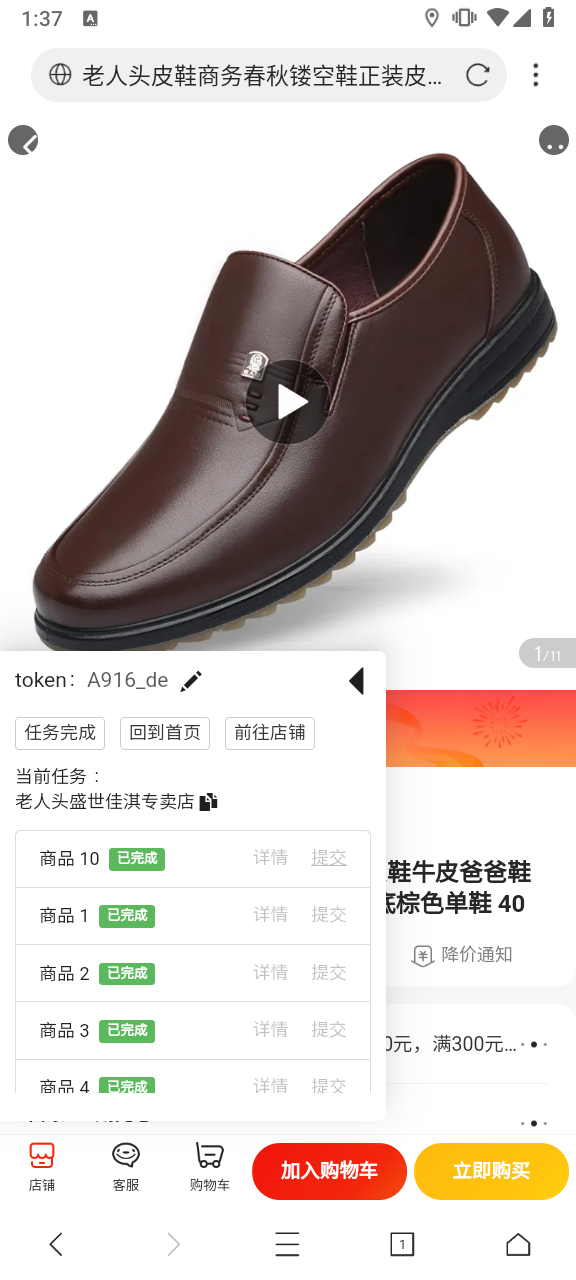 1:37
A
老人头皮鞋商务春秋镂空鞋正装皮…
1/11
token： A916_de
任务完成 回到首页 前往店铺
当前任务：
老人头盛世佳淇专卖店
商品 10 已完成 详情 提交
商品 1 已完成 详情 提交
商品 2 已完成 详情 提交
商品 3 已完成 详情 提交
商品 4 已完成 详情 提交
鞋牛皮爸爸鞋
底棕色单鞋 40
降价通知
0元，满300元…
店铺 客服 购物车 加入购物车 立即购买
1